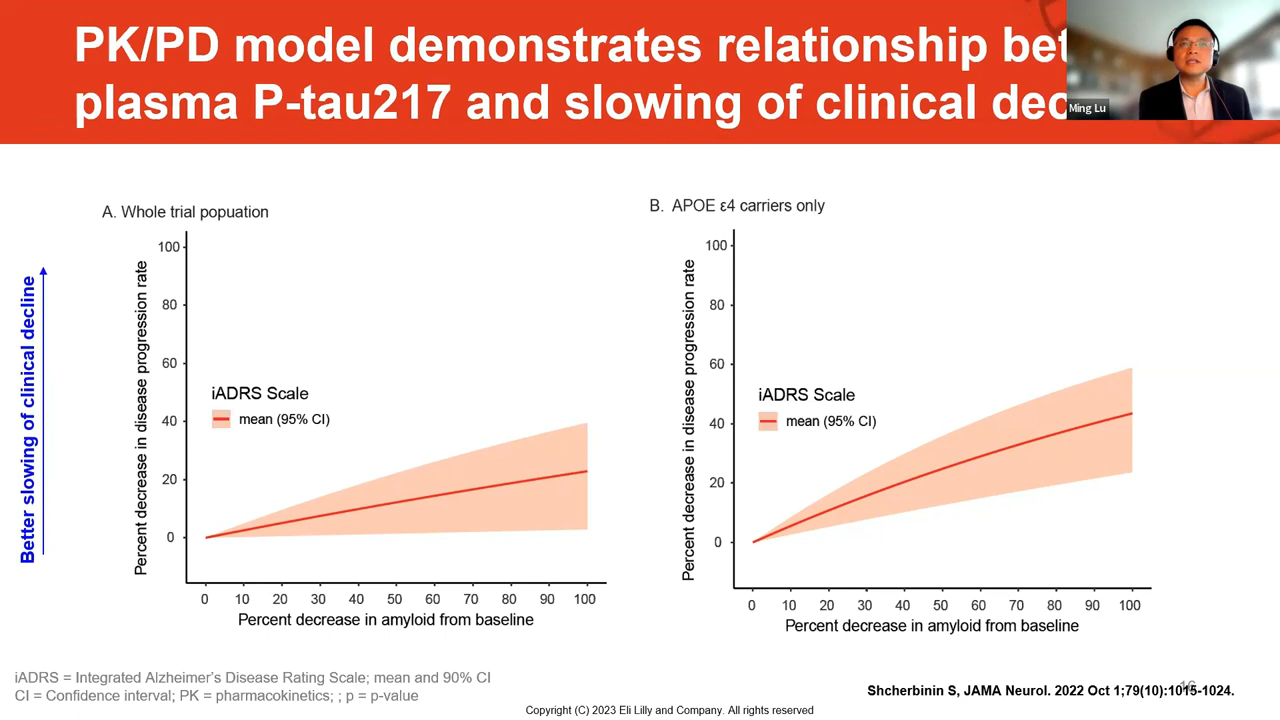 PK/PD model demonstrates relationship bet
plasma P-tau217 and slowing of clinical dec
Ming Lu
A. Whole trial popuation
B. APOE ε4 carriers only
Better slowing of clinical decline
Percent decrease in disease progression rate
100
80
60
40
20
0
iADRS Scale
mean (95% CI)
0 10 20 30 40 50 60 70 80 90 100
Percent decrease in amyloid from baseline
Percent decrease in disease progression rate
100
80
60
40
20
0
iADRS Scale
mean (95% CI)
0 10 20 30 40 50 60 70 80 90 100
Percent decrease in amyloid from baseline
iADRS = Integrated Alzheimer's Disease Rating Scale; mean and 90% CI
CI = Confidence interval; PK = pharmacokinetics; ; p = p-value
16
Shcherbinin S, JAMA Neurol. 2022 Oct 1;79(10):1015-1024.
Copyright (C) 2023 Eli Lilly and Company. All rights reserved